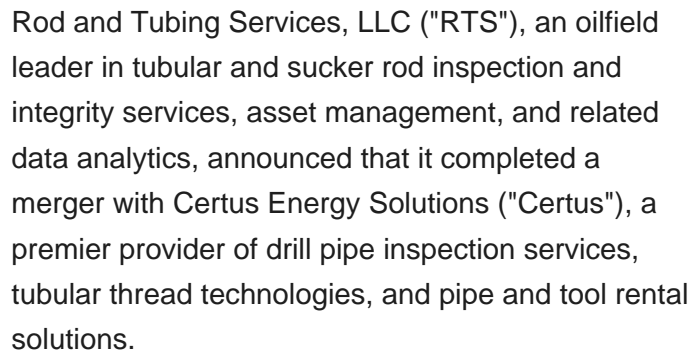 Rod and Tubing Services, LLC ("RTS"), an oilfield
leader in tubular and sucker rod inspection and
integrity services, asset management, and related
data analytics, announced that it completed a
merger with Certus Energy Solutions ("Certus"), a
premier provider of drill pipe inspection services,
tubular thread technologies, and pipe and tool rental
solutions.